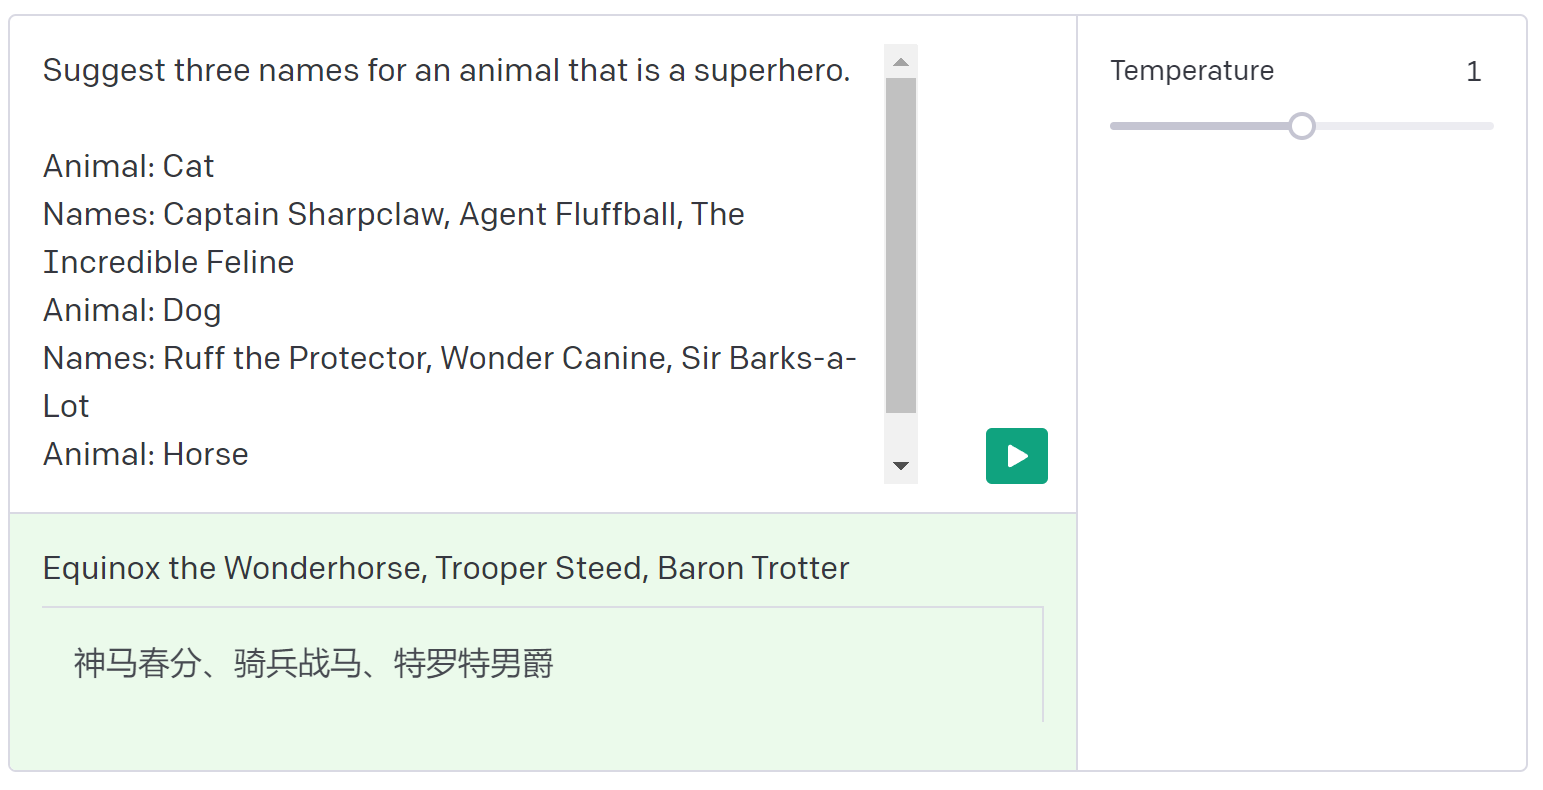 Suggest three names for an animal that is a superhero.
Animal: Cat
Names: Captain Sharpclaw, Agent Fluffball, The
Incredible Feline
Animal: Dog
Names: Ruff the Protector, Wonder Canine, Sir Barks-a-
Lot
Animal: Horse
Equinox the Wonderhorse, Trooper Steed, Baron Trotter
神马春分、骑兵战马、特罗特男爵
Temperature 1